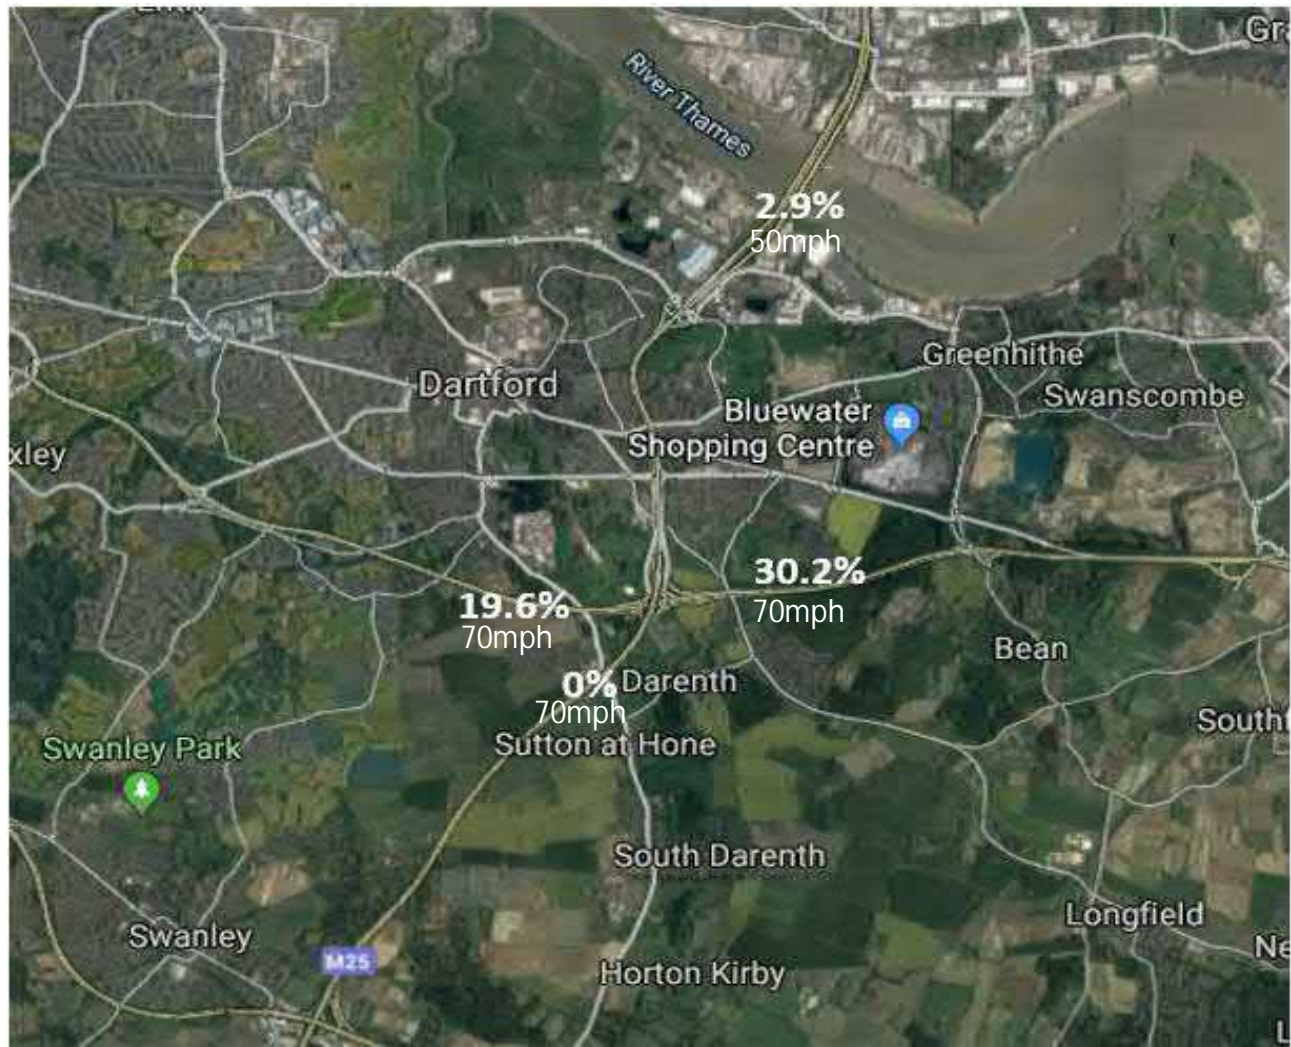 River Thames
2.9%
50mph
Greenhithe
Dartford
Swanscombe
Bluewater
Shopping Centre
xley
30.2%
70mph
19.6%
70mph
Bean
0%
70mph
Darenth
Sutton at Hone
Swanley Park
South Darenth
Longfield
Swanley
M25
Horton Kirby